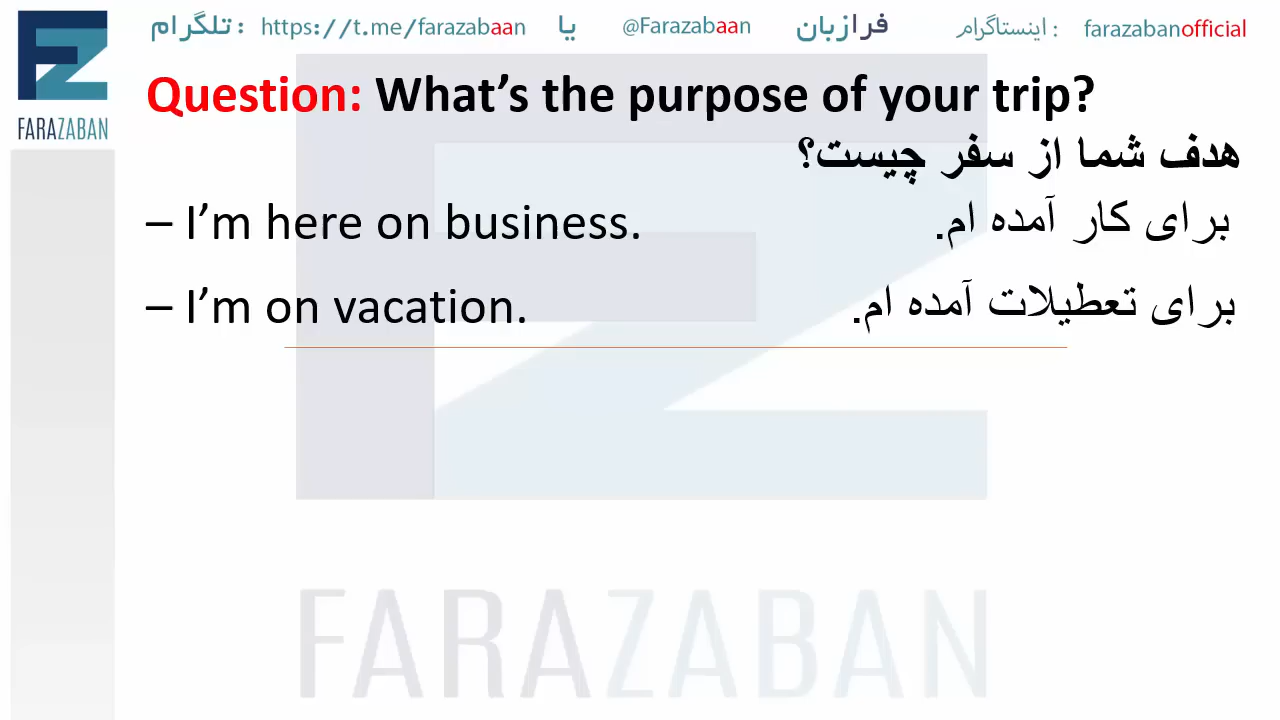 تلگرام : https://t.me/farazabaan یا @Farazabaan فرازبان اینستاگرام : farazabanofficial
FZ
FARAZABAN
Question: What’s the purpose of your trip?
هدف شما از سفر چیست؟
– I’m here on business. برای کار آمده ام.
– I’m on vacation. برای تعطیلات آمده ام.
FARAZABAN